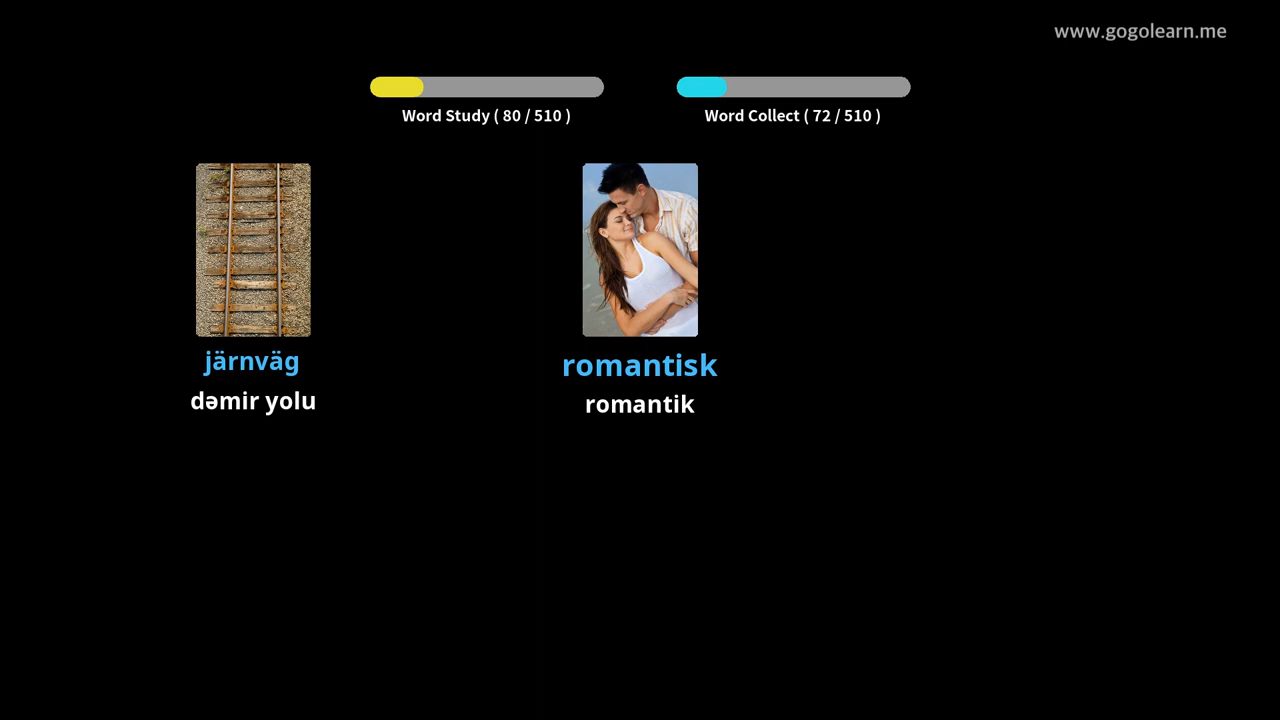 www.gogolearn.me
Word Study ( 80 / 510 )
Word Collect ( 72 / 510 )
järnväg
dəmir yolu
romantisk
romantik